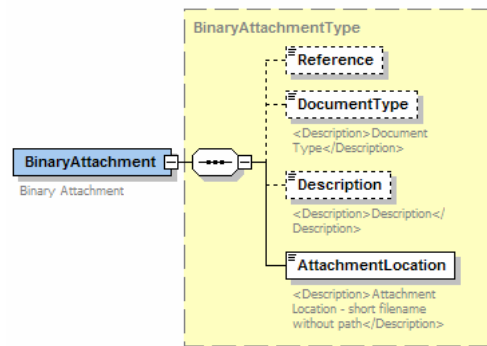 BinaryAttachmentType
Reference
DocumentType
<Description>Document
Type</Description>
BinaryAttachment
Binary Attachment
Description
<Description>Description</
Description>
AttachmentLocation
<Description>Attachment
Location - short filename
without path</Description>